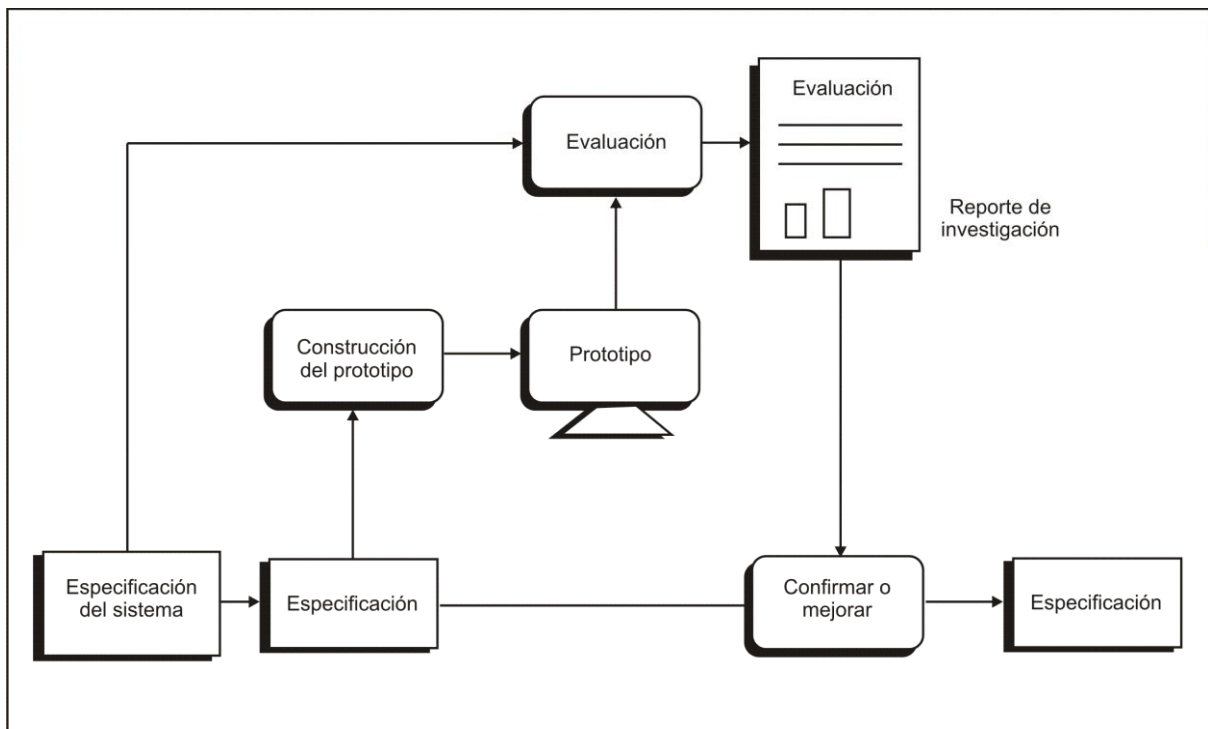 Evaluación
Evaluación
Reporte de
investigación
Construcción
del prototipo
Prototipo
Especificación
del sistema
Especificación
Confirmar o
mejorar
Especificación